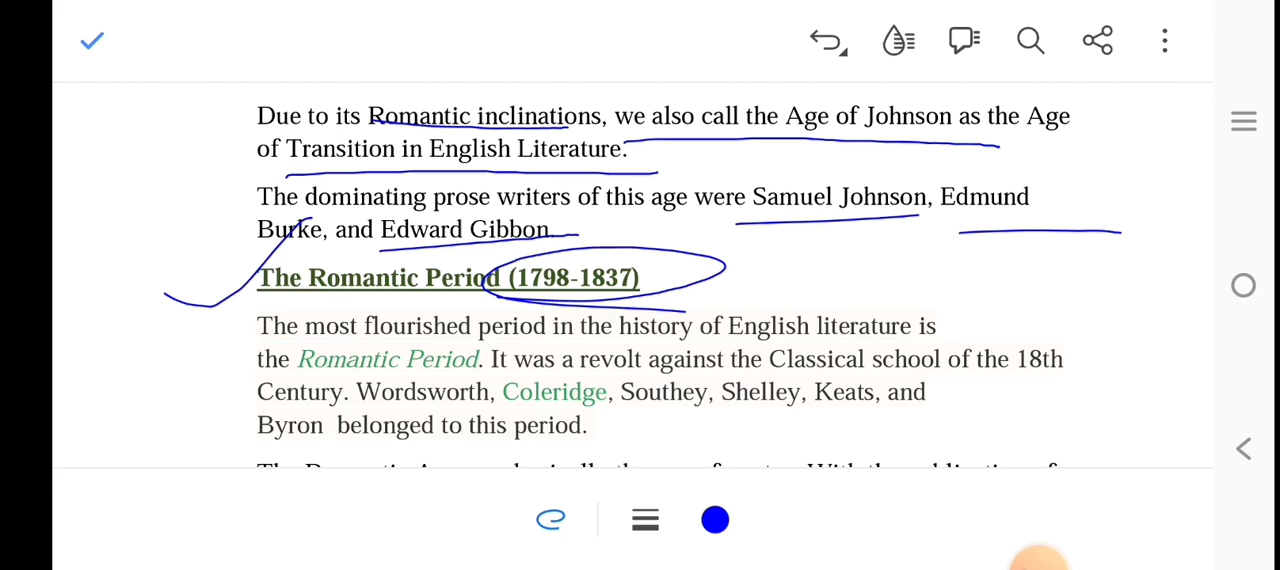 Due to its Romantic inclinations, we also call the Age of Johnson as the Age
of Transition in English Literature.
The dominating prose writers of this age were Samuel Johnson, Edmund
Burke, and Edward Gibbon.
The Romantic Period (1798-1837)
The most flourished period in the history of English literature is
the Romantic Period. It was a revolt against the Classical school of the 18th
Century. Wordsworth, Coleridge, Southey, Shelley, Keats, and
Byron belonged to this period.